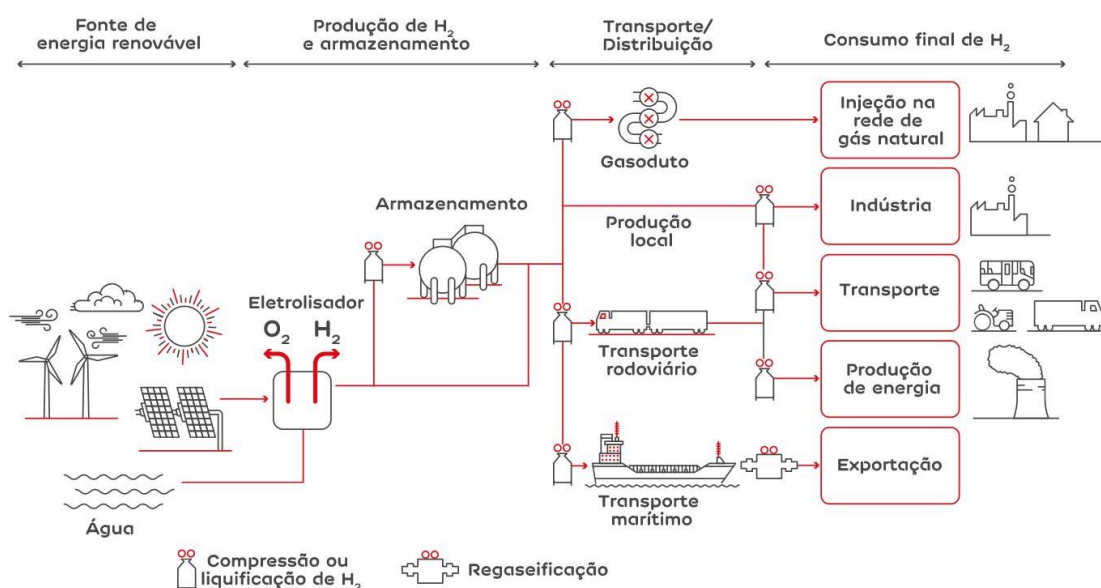 Fonte de
energia renovável
Produção de H₂
e armazenamento
Transporte/
Distribuição
Consumo final de H₂
Gasoduto
Injeção na
rede de
gás natural
Armazenamento
Produção
local
Indústria
Eletrolisador
O₂ H₂
Transporte
rodoviário
Transporte
Produção
de energia
Transporte
marítimo
Exportação
Água
Compressão ou
liquificação de H₂
Regaseificação